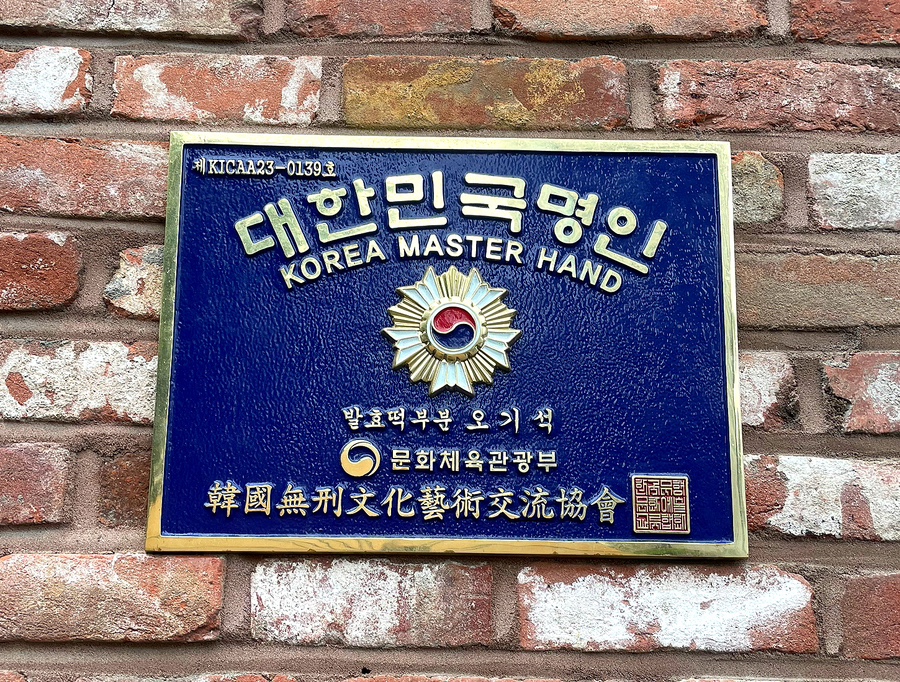 제KICAA23-0139호
대한민국명인
KOREA MASTER HAND
발효떡부분 오기석
문화체육관광부
韓國無刑文化藝術交流協會